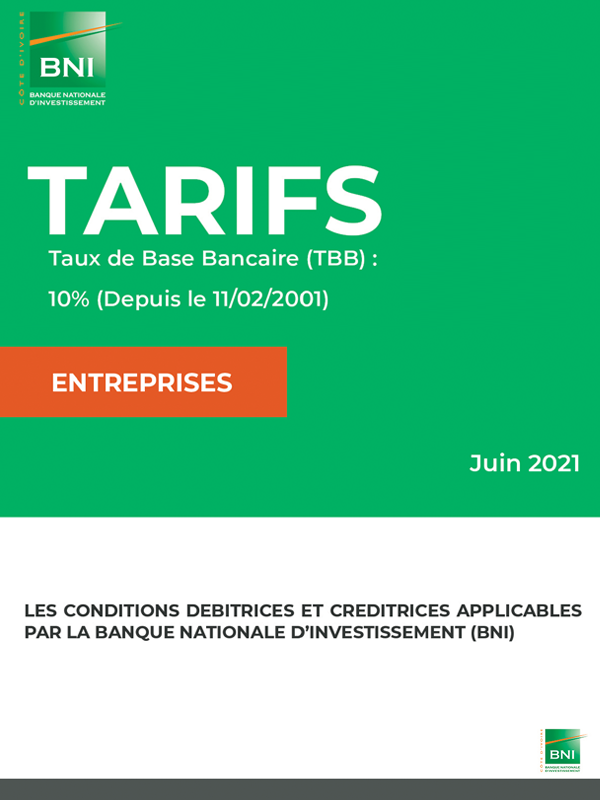 CÔTE D'IVOIRE
BNI
BANQUE NATIONALE
D'INVESTISSEMENT
TARIFS
Taux de Base Bancaire (TBB) :
10% (Depuis le 11/02/2001)
ENTREPRISES
Juin 2021
LES CONDITIONS DEBITRICES ET CREDITRICES APPLICABLES
PAR LA BANQUE NATIONALE D'INVESTISSEMENT (BNI)
CÔTE D'IVOIRE
BNI
BANQUE NATIONALE
D'INVESTISSEMENT